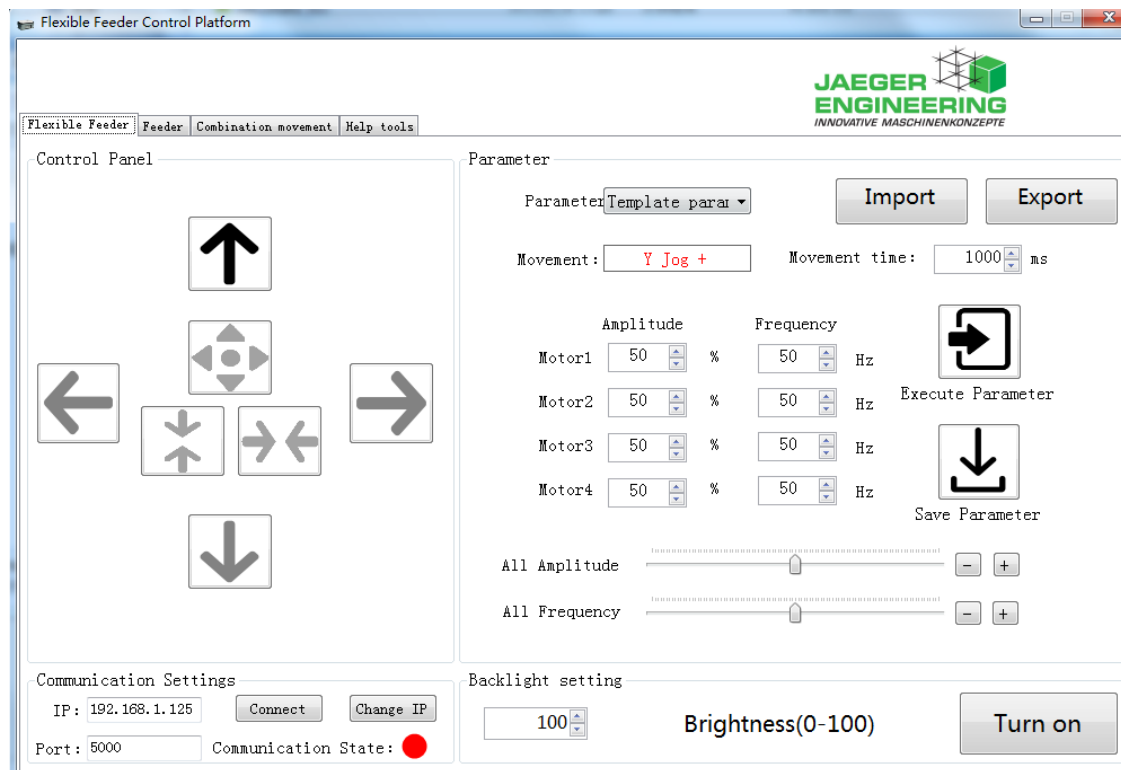 Flexible Feeder Control Platform
JAEGER
ENGINEERING
INNOVATIVE MASCHINENKONZEPTE
Flexible Feeder Feeder Combination movement Help tools
Control Panel
Parameter
Parameter Template parar Import Export
Movement: Y Jog + Movement time: 1000 ms
Amplitude Frequency
Motor1 50 % 50 Hz
Motor2 50 % 50 Hz
Execute Parameter
Motor3 50 % 50 Hz
Motor4 50 % 50 Hz
Save Parameter
All Amplitude - +
All Frequency - +
Communication Settings
IP: 192.168.1.125 Connect Change IP
Port: 5000 Communication State:
Backlight setting
100 Brightness(0-100) Turn on